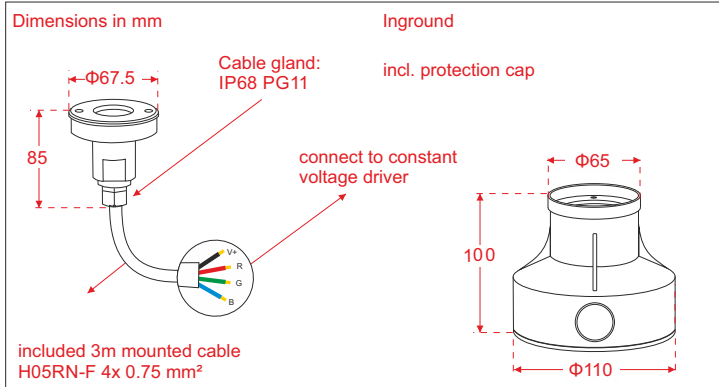 Dimensions in mm
Inground
Φ67.5
Cable gland:
IP68 PG11
incl. protection cap
85
connect to constant
voltage driver
Φ65
V+
R
G
B
100
included 3m mounted cable
H05RN-F 4x 0.75 mm²
Φ110